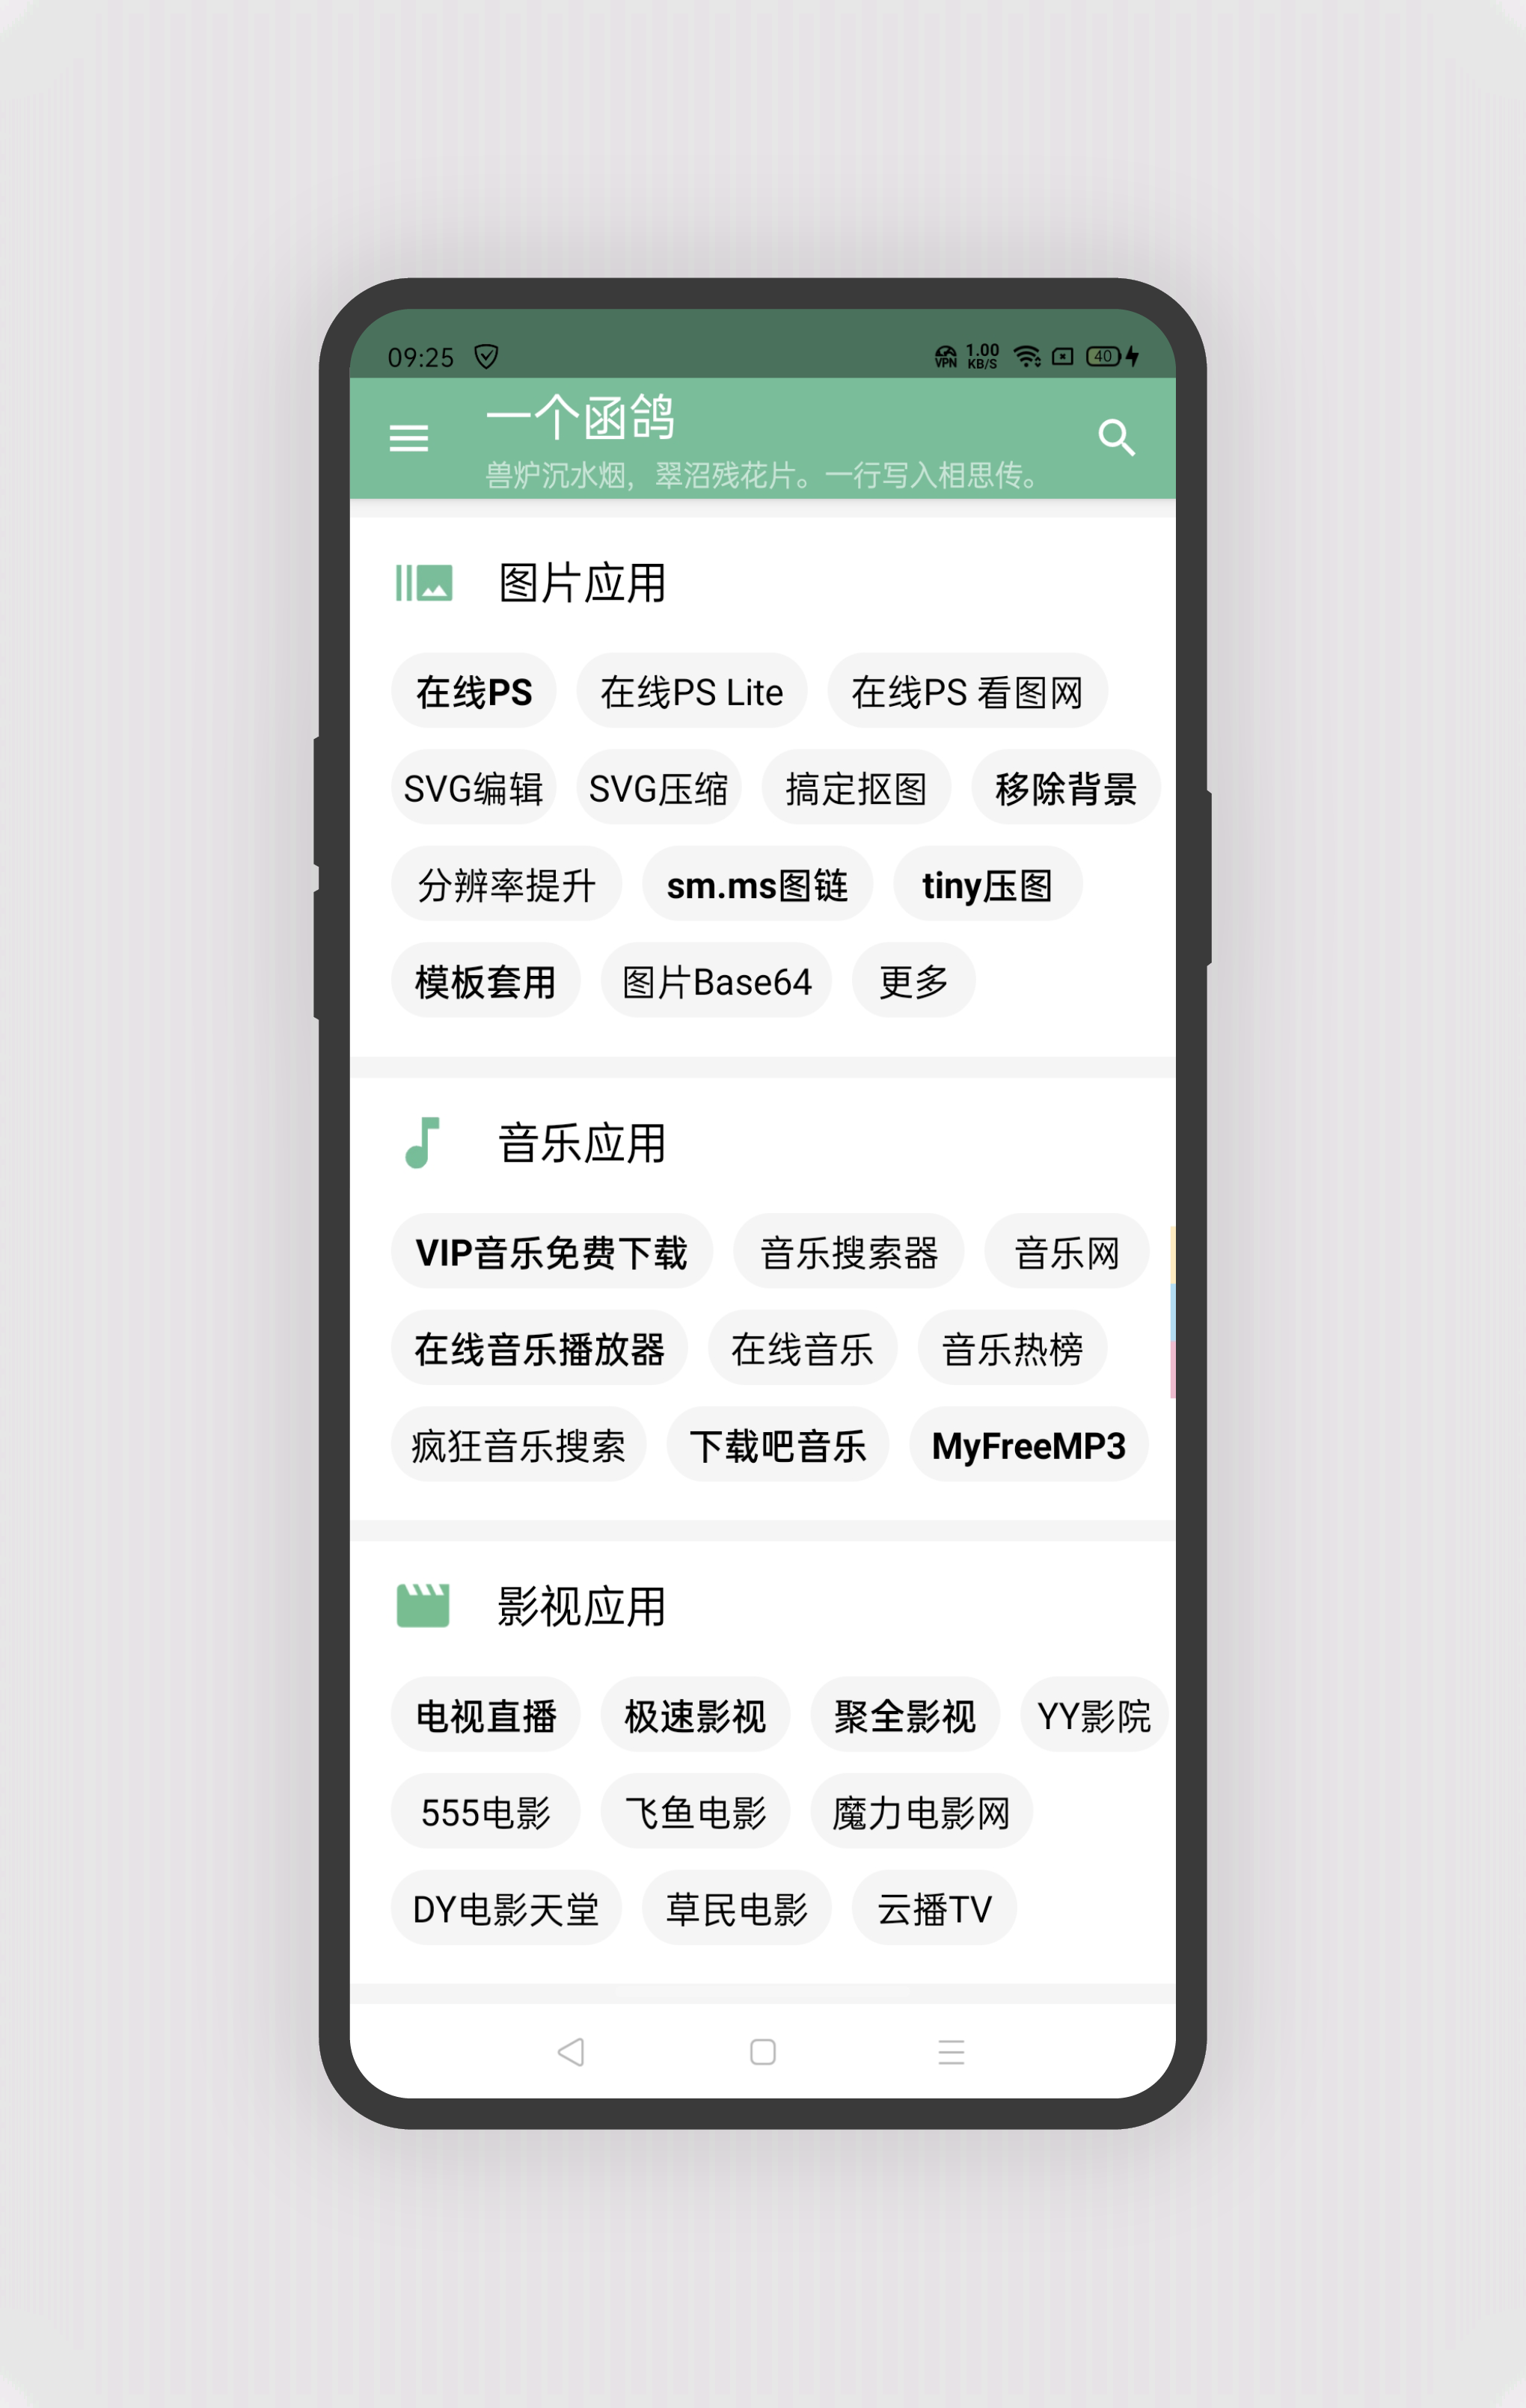 09:25
VPN 1.00 KB/S 40
一个函鸽
兽炉沉水烟，翠沼残花片。一行写入相思传。
图片应用
在线PS 在线PS Lite 在线PS 看图网
SVG编辑 SVG压缩 搞定抠图 移除背景
分辨率提升 sm.ms图链 tiny压图
模板套用 图片Base64 更多
音乐应用
VIP音乐免费下载 音乐搜索器 音乐网
在线音乐播放器 在线音乐 音乐热榜
疯狂音乐搜索 下载吧音乐 MyFreeMP3
影视应用
电视直播 极速影视 聚全影视 YY影院
555电影 飞鱼电影 魔力电影网
DY电影天堂 草民电影 云播TV